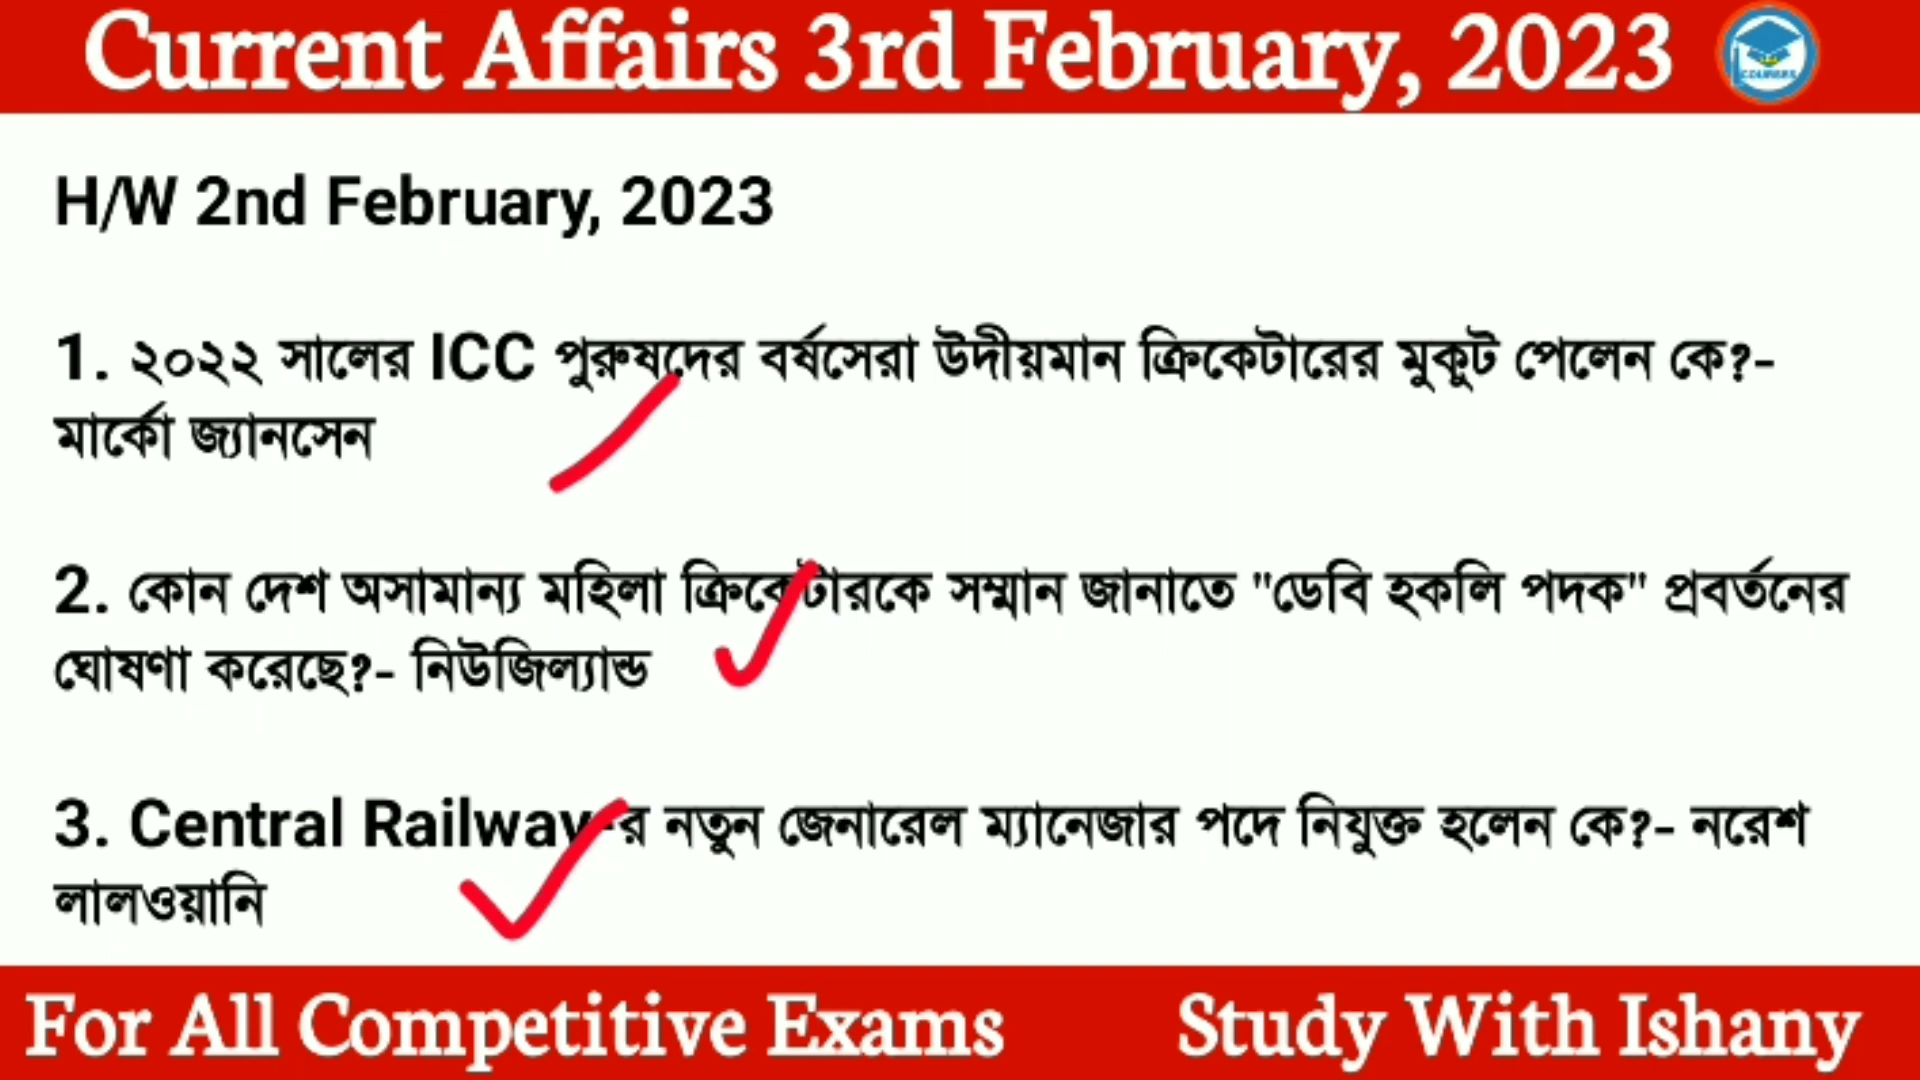 Current Affairs 3rd February, 2023
COURSES
H/W 2nd February, 2023
1. ২০২২ সালের ICC পুরুষদের বর্ষসেরা উদীয়মান ক্রিকেটারের মুকুট পেলেন কে?-
মার্কো জ্যানসেন
2. কোন দেশ অসামান্য মহিলা ক্রিকেটারকে সম্মান জানাতে "ডেবি হকলি পদক" প্রবর্তনের
ঘোষণা করেছে?- নিউজিল্যান্ড
3. Central Railway-র নতুন জেনারেল ম্যানেজার পদে নিযুক্ত হলেন কে?- নরেশ
লালওয়ানি
For All Competitive Exams
Study With Ishany